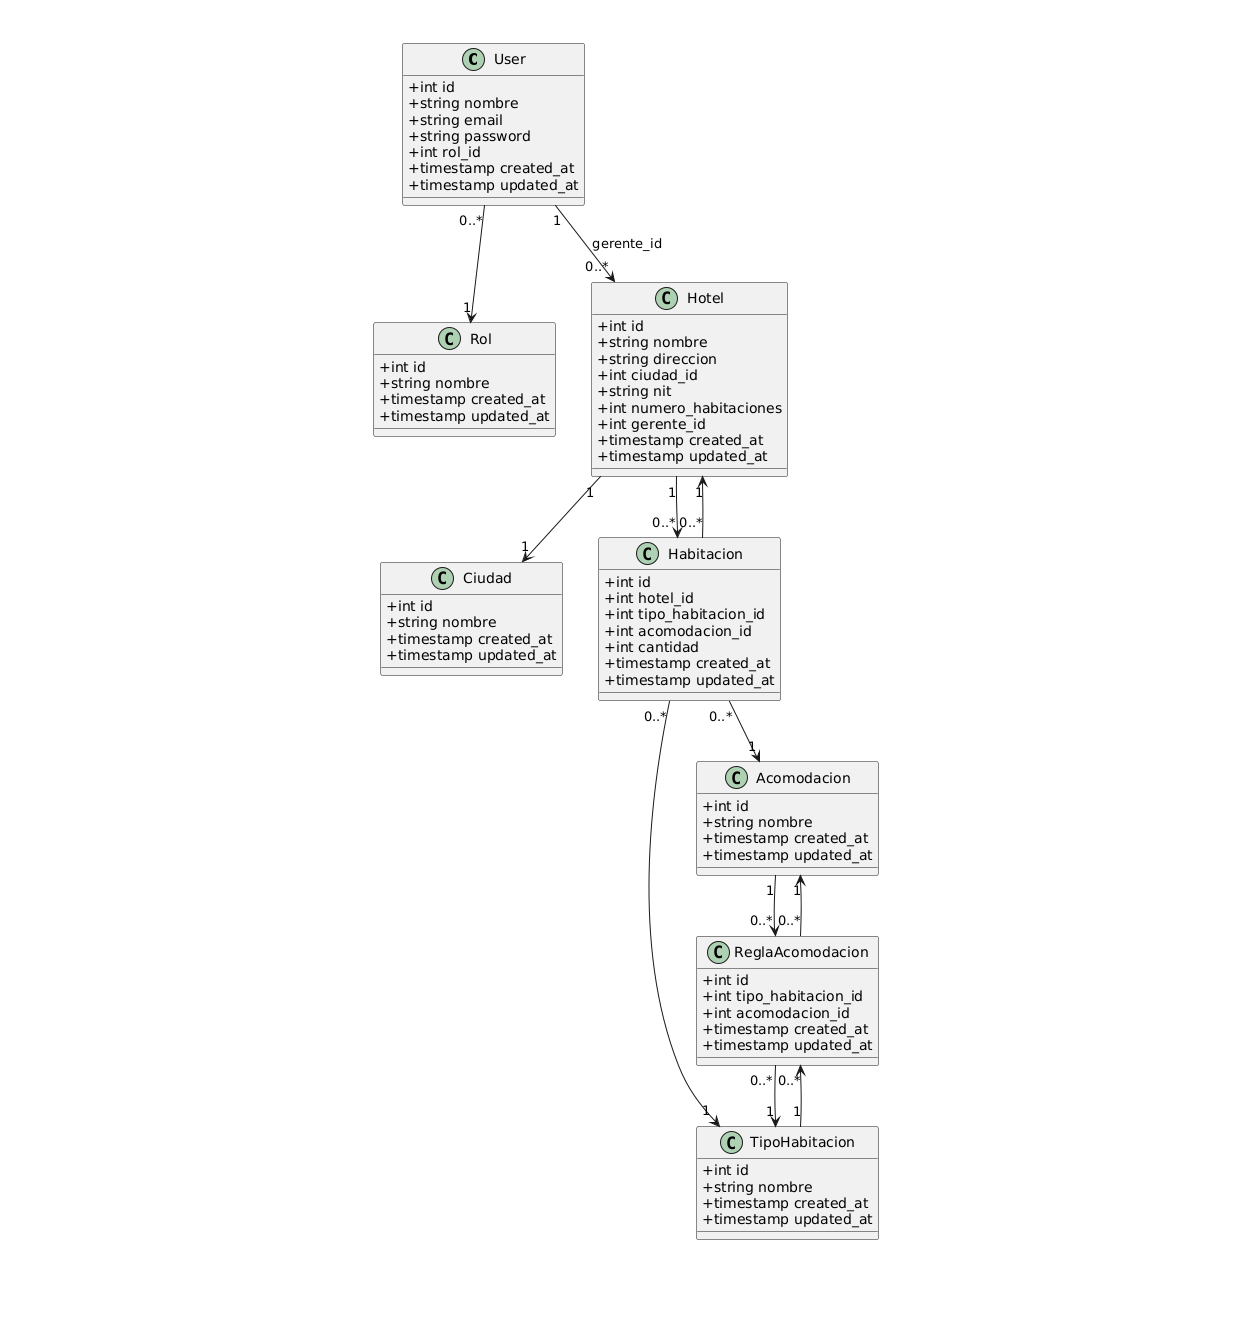 C User
+int id
+string nombre
+string email
+string password
+int rol_id
+timestamp created_at
+timestamp updated_at
0..*
1
gerente_id
0..*
1
C Hotel
+int id
+string nombre
+string direccion
+int ciudad_id
+string nit
+int numero_habitaciones
+int gerente_id
+timestamp created_at
+timestamp updated_at
C Rol
+int id
+string nombre
+timestamp created_at
+timestamp updated_at
1
1
1
0..*
0..*
1
C Ciudad
+int id
+string nombre
+timestamp created_at
+timestamp updated_at
C Habitacion
+int id
+int hotel_id
+int tipo_habitacion_id
+int acomodacion_id
+int cantidad
+timestamp created_at
+timestamp updated_at
0..*
0..*
1
C Acomodacion
+int id
+string nombre
+timestamp created_at
+timestamp updated_at
1
1
0..*
0..*
C ReglaAcomodacion
+int id
+int tipo_habitacion_id
+int acomodacion_id
+timestamp created_at
+timestamp updated_at
0..*
0..*
1
1
1
C TipoHabitacion
+int id
+string nombre
+timestamp created_at
+timestamp updated_at